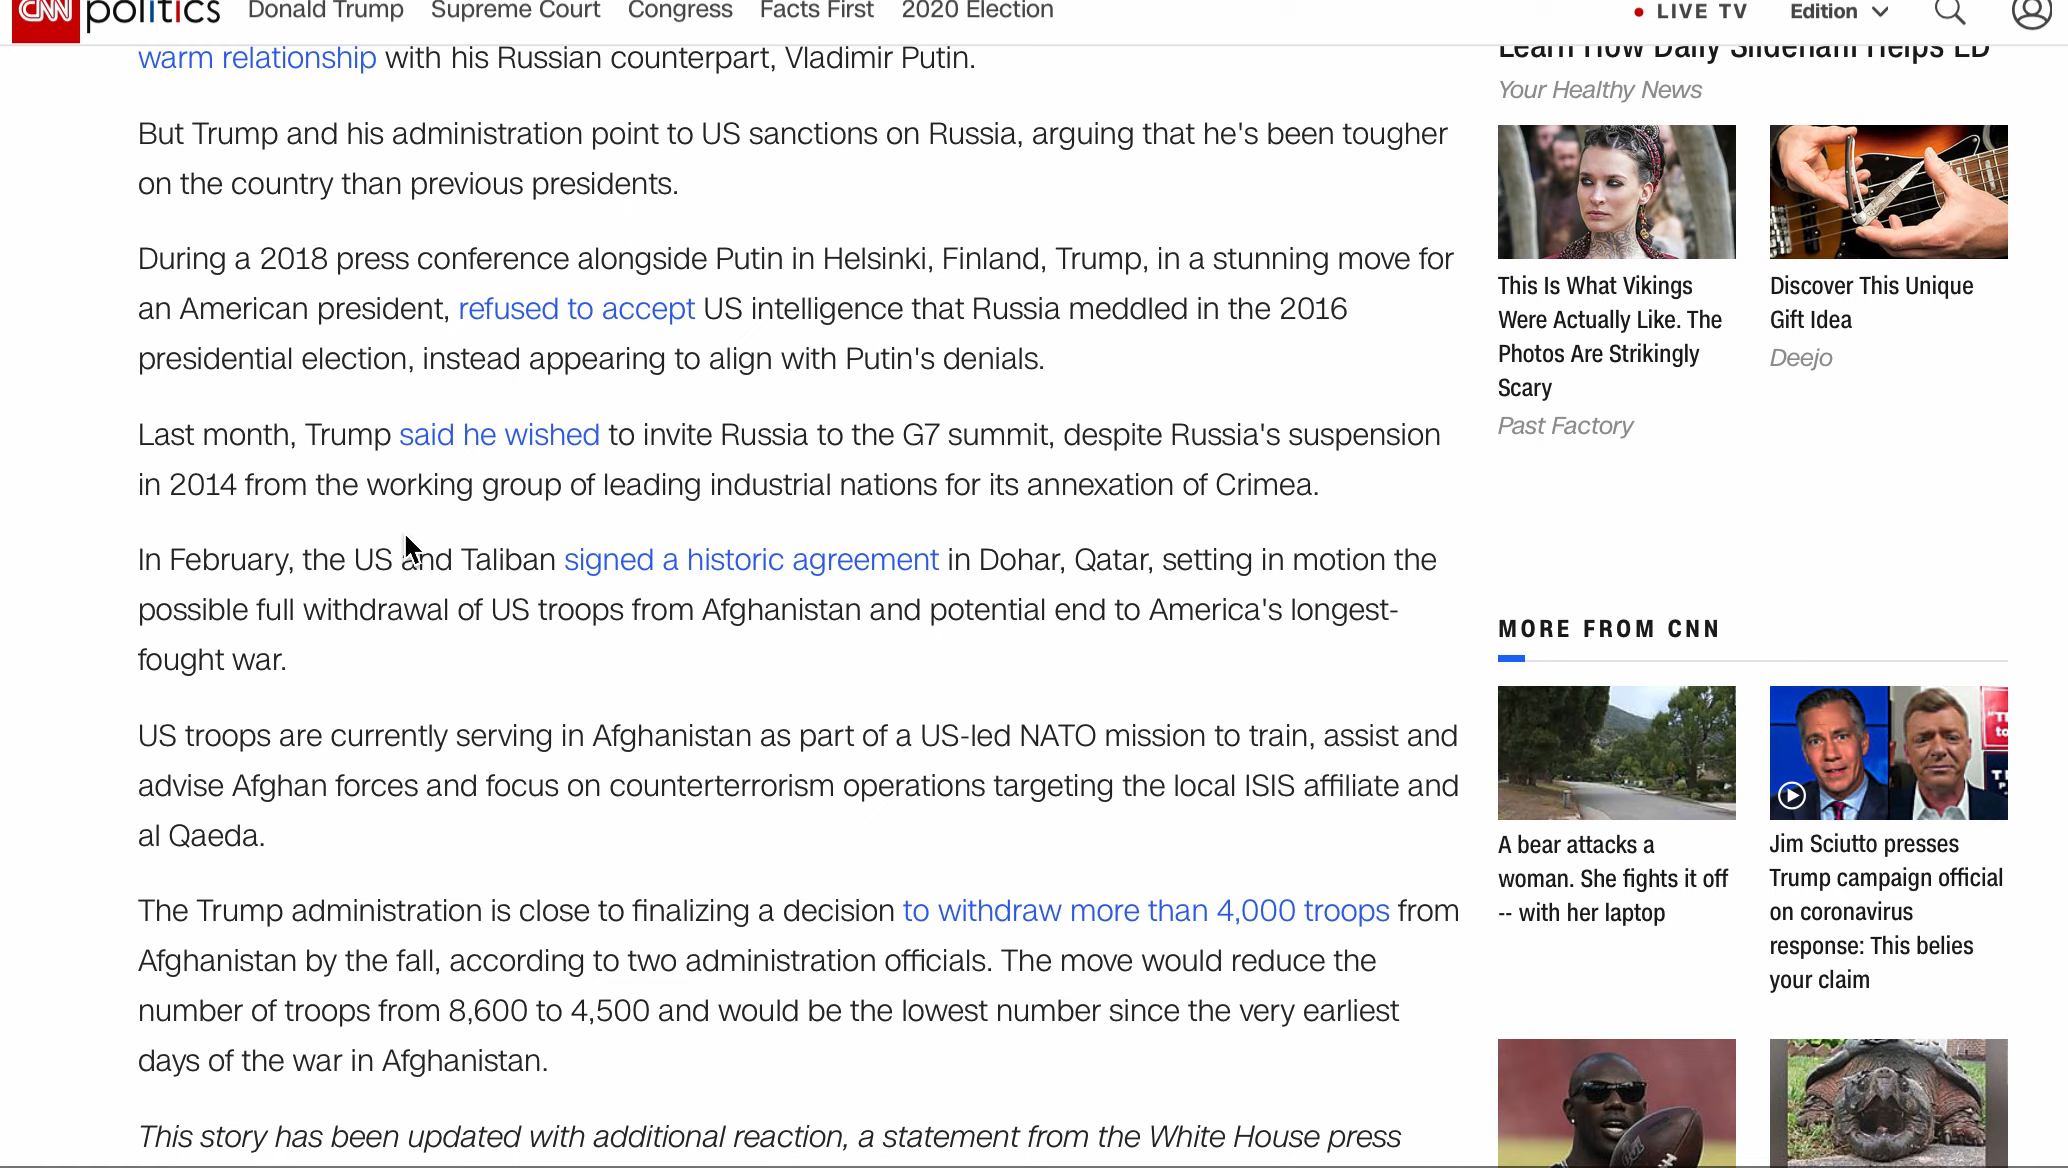 CNN politics Donald Trump Supreme Court Congress Facts First 2020 Election LIVE TV Edition
warm relationship with his Russian counterpart, Vladimir Putin.
But Trump and his administration point to US sanctions on Russia, arguing that he's been tougher
on the country than previous presidents.
During a 2018 press conference alongside Putin in Helsinki, Finland, Trump, in a stunning move for
an American president, refused to accept US intelligence that Russia meddled in the 2016
presidential election, instead appearing to align with Putin's denials.
Last month, Trump said he wished to invite Russia to the G7 summit, despite Russia's suspension
in 2014 from the working group of leading industrial nations for its annexation of Crimea.
In February, the US and Taliban signed a historic agreement in Dohar, Qatar, setting in motion the
possible full withdrawal of US troops from Afghanistan and potential end to America's longest-
fought war.
US troops are currently serving in Afghanistan as part of a US-led NATO mission to train, assist and
advise Afghan forces and focus on counterterrorism operations targeting the local ISIS affiliate and
al Qaeda.
The Trump administration is close to finalizing a decision to withdraw more than 4,000 troops from
Afghanistan by the fall, according to two administration officials. The move would reduce the
number of troops from 8,600 to 4,500 and would be the lowest number since the very earliest
days of the war in Afghanistan.
This story has been updated with additional reaction, a statement from the White House press
Learn How Daily Sildenafil Helps ED
Your Healthy News
This Is What Vikings
Were Actually Like. The
Photos Are Strikingly
Scary
Past Factory
Discover This Unique
Gift Idea
Deejo
MORE FROM CNN
A bear attacks a
woman. She fights it off
-- with her laptop
Jim Sciutto presses
Trump campaign official
on coronavirus
response: This belies
your claim